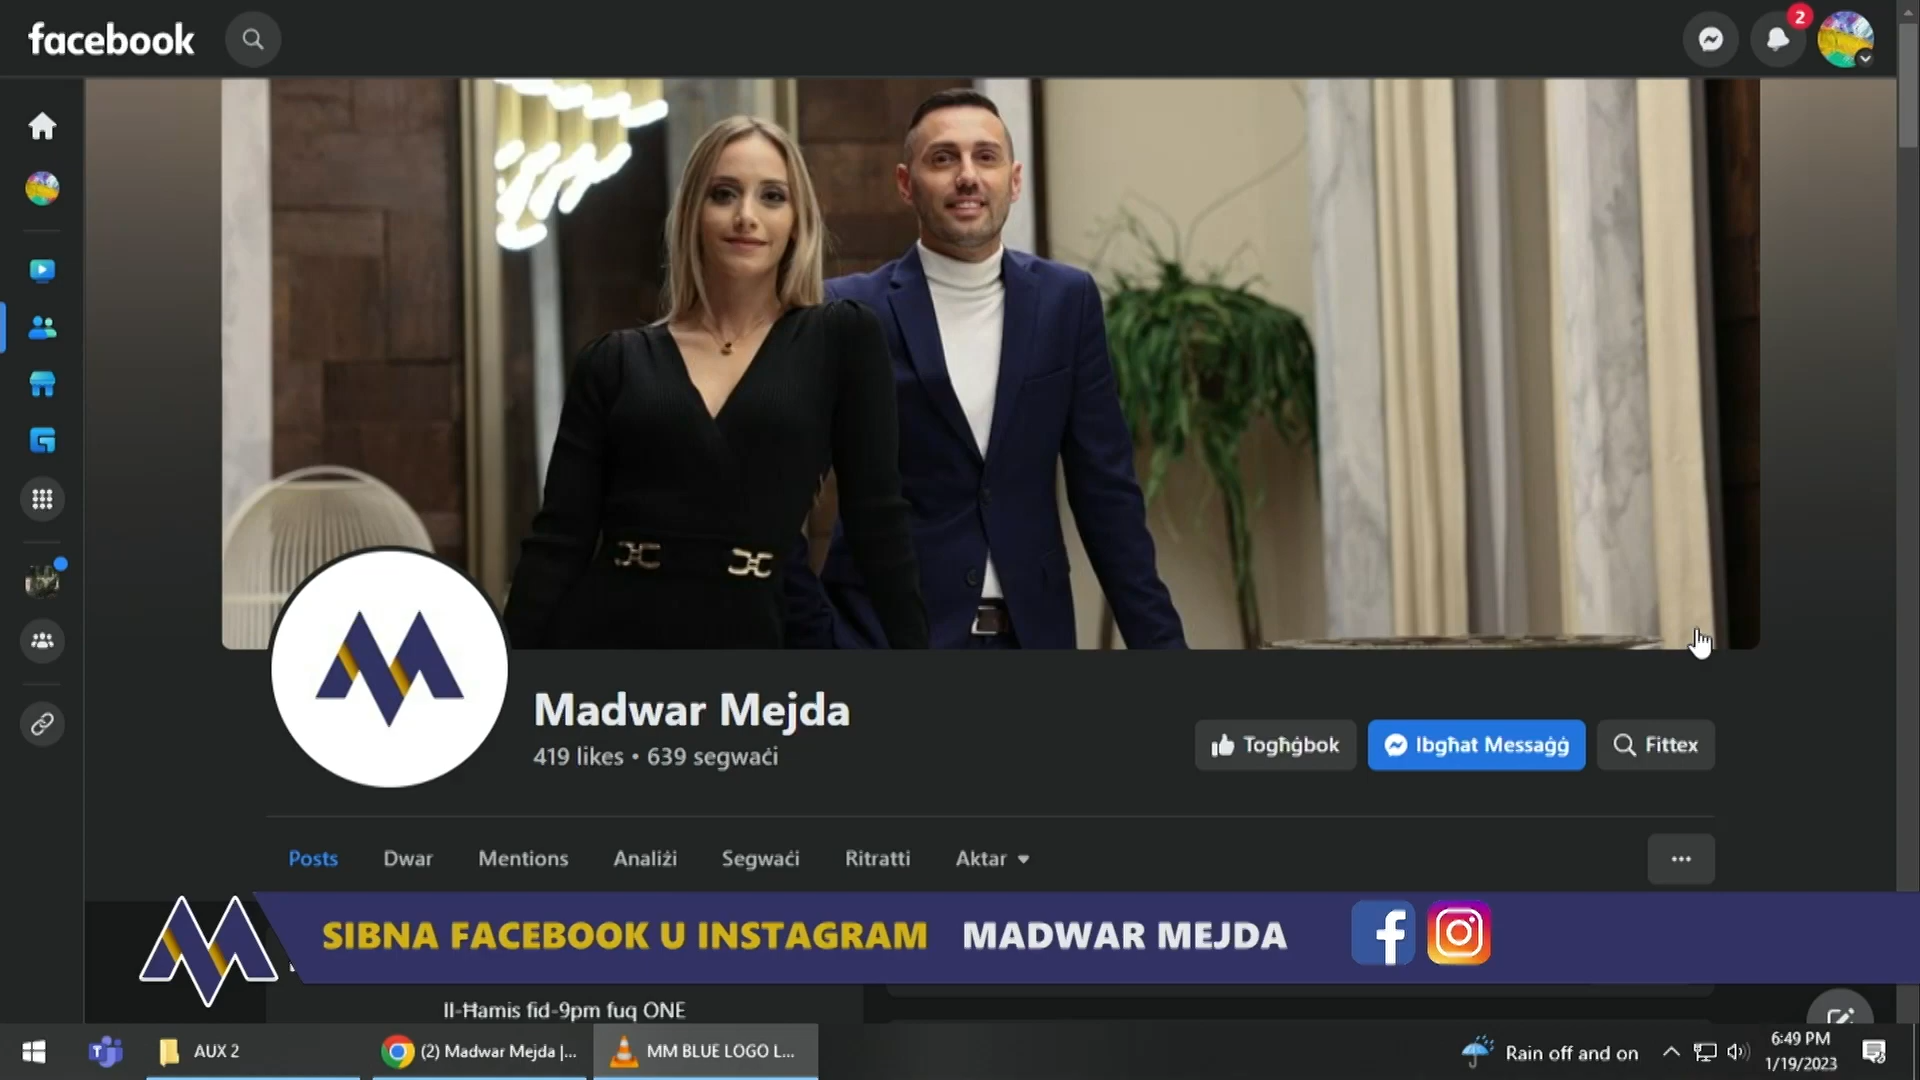 facebook
2
Madwar Mejda
419 likes • 639 segwaċi
Togħġbok
Ibgħat Messaġġ
Fittex
Posts
Dwar
Mentions
Analiżi
Segwaċi
Ritratti
Aktar
SIBNA FACEBOOK U INSTAGRAM MADWAR MEJDA
Il-Ħamis fid-9pm fuq ONE
AUX 2
(2) Madwar Mejda |...
MM BLUE LOGO L...
Rain off and on
6:49 PM
1/19/2023